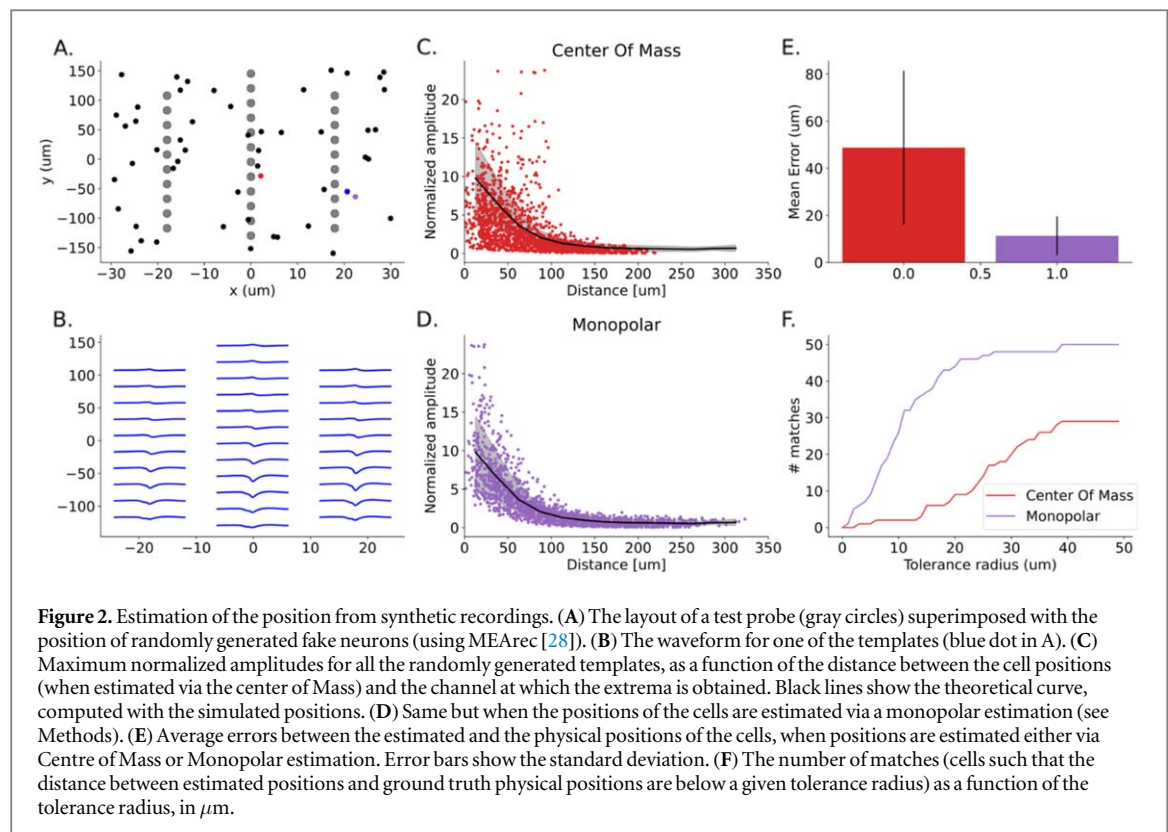 A.
150
100
50
0
−50
−100
−150
y (um)
−30 −20 −10 0 10 20 30
x (um)
C.
Center Of Mass
20
15
10
5
0
Normalized amplitude
0 50 100 150 200 250 300 350
Distance [um]
E.
80
60
40
20
0
Mean Error (um)
0.0 0.5 1.0
B.
150
100
50
0
−50
−100
−20 0 20
D.
Monopolar
20
15
10
5
0
Normalized amplitude
0 50 100 150 200 250 300 350
Distance [um]
F.
50
40
30
20
10
0
# matches
Center Of Mass
Monopolar
0 10 20 30 40 50
Tolerance radius (um)
Figure 2. Estimation of the position from synthetic recordings. (A) The layout of a test probe (gray circles) superimposed with the
position of randomly generated fake neurons (using MEArec [28]). (B) The waveform for one of the templates (blue dot in A). (C)
Maximum normalized amplitudes for all the randomly generated templates, as a function of the distance between the cell positions
(when estimated via the center of Mass) and the channel at which the extrema is obtained. Black lines show the theoretical curve,
computed with the simulated positions. (D) Same but when the positions of the cells are estimated via a monopolar estimation (see
Methods). (E) Average errors between the estimated and the physical positions of the cells, when positions are estimated either via
Centre of Mass or Monopolar estimation. Error bars show the standard deviation. (F) The number of matches (cells such that the
distance between estimated positions and ground truth physical positions are below a given tolerance radius) as a function of the
tolerance radius, in μm.